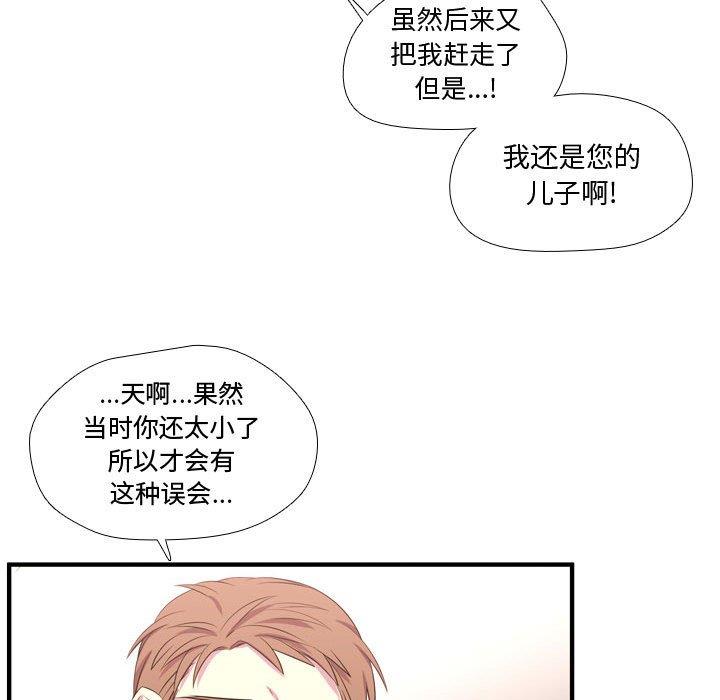 虽然后来又
把我赶走了
但是...!
我还是您的
儿子啊!
...天啊...果然
当时你还太小了
所以才会有
这种误会...